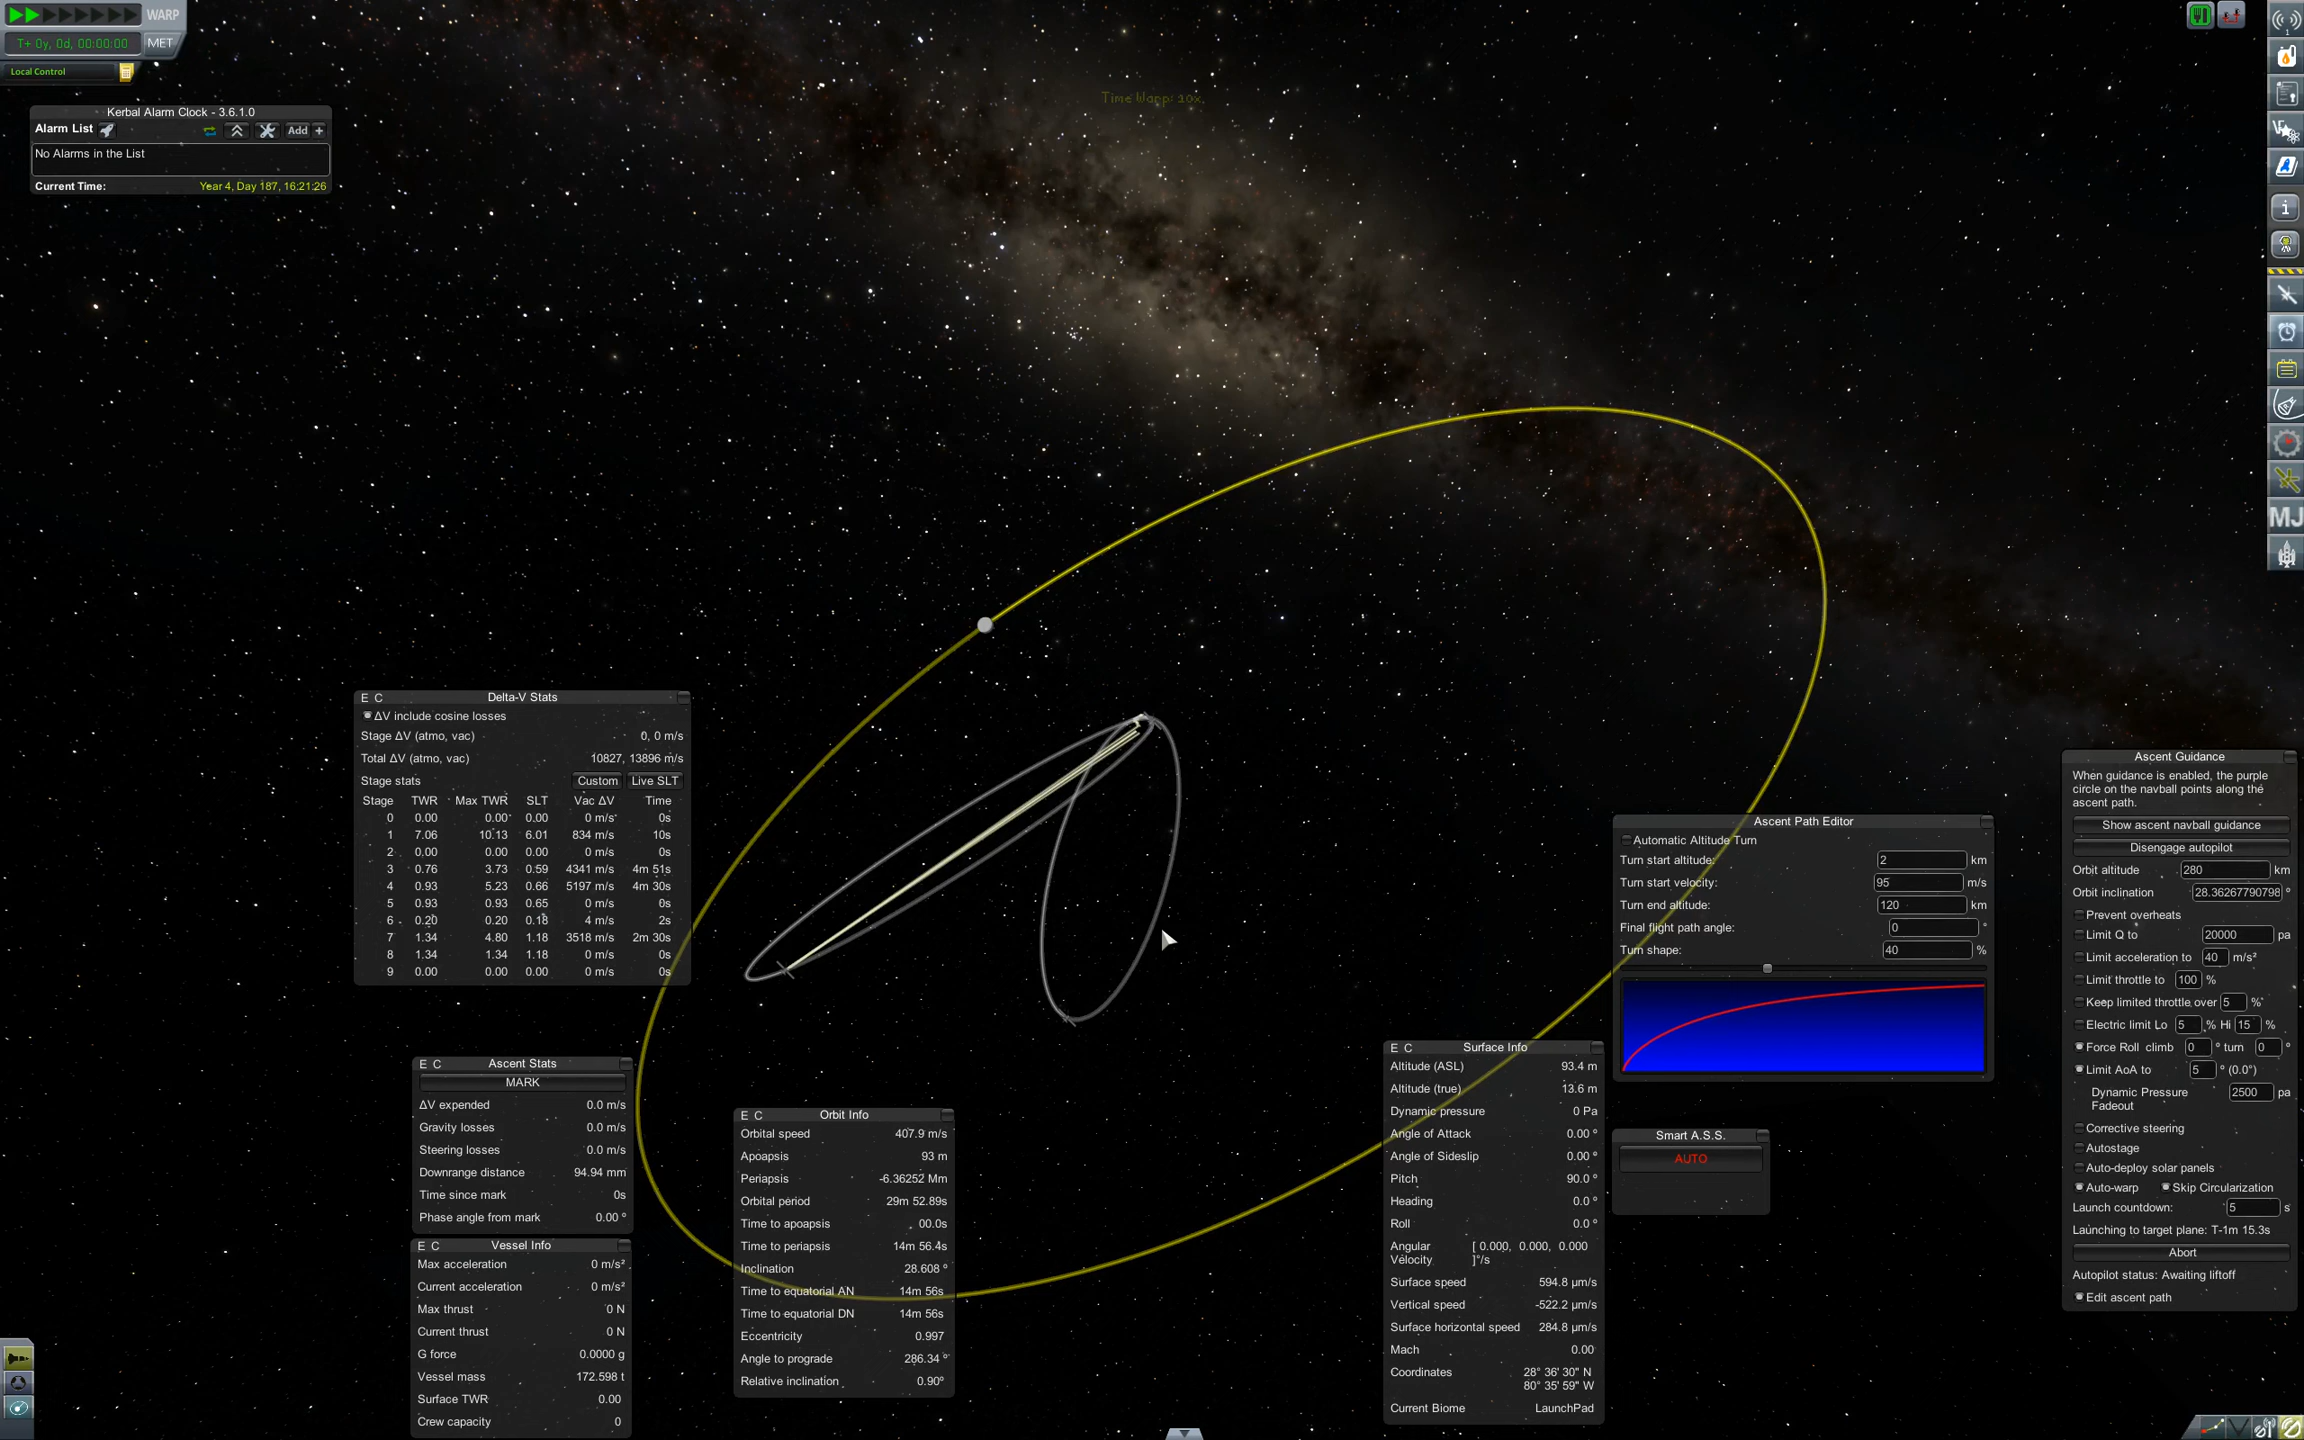 WARP
T+ 0y, 0d, 00:00:00 MET
Local Control
Time Warp: 10x
Kerbal Alarm Clock - 3.6.1.0
Alarm List Add +
No Alarms in the List
Current Time: Year 4, Day 187, 16:21:26
MJ
E C Delta-V Stats
ΔV include cosine losses
Stage ΔV (atmo, vac) 0, 0 m/s
Total ΔV (atmo, vac) 10827, 13896 m/s
Stage stats Custom Live SLT
Stage TWR Max TWR SLT Vac ΔV Time
0 0.00 0.00 0.00 0 m/s 0s
1 7.06 10.13 6.01 834 m/s 10s
2 0.00 0.00 0.00 0 m/s 0s
3 0.76 3.73 0.59 4341 m/s 4m 51s
4 0.93 5.23 0.66 5197 m/s 4m 30s
5 0.93 0.93 0.65 0 m/s 0s
6 0.20 0.20 0.18 4 m/s 2s
7 1.34 4.80 1.18 3518 m/s 2m 30s
8 1.34 1.34 1.18 0 m/s 0s
9 0.00 0.00 0.00 0 m/s 0s
E C Ascent Stats
MARK
ΔV expended 0.0 m/s
Gravity losses 0.0 m/s
Steering losses 0.0 m/s
Downrange distance 94.94 mm
Time since mark 0s
Phase angle from mark 0.00 º
E C Vessel Info
Max acceleration 0 m/s²
Current acceleration 0 m/s²
Max thrust 0 N
Current thrust 0 N
G force 0.0000 g
Vessel mass 172.598 t
Surface TWR 0.00
Crew capacity 0
E C Orbit Info
Orbital speed 407.9 m/s
Apoapsis 93 m
Periapsis -6.36252 Mm
Orbital period 29m 52.89s
Time to apoapsis 00.0s
Time to periapsis 14m 56.4s
Inclination 28.608 º
Time to equatorial AN 14m 56s
Time to equatorial DN 14m 56s
Eccentricity 0.997
Angle to prograde 286.34 º
Relative inclination 0.90º
E C Surface Info
Altitude (ASL) 93.4 m
Altitude (true) 13.6 m
Dynamic pressure 0 Pa
Angle of Attack 0.00 º
Angle of Sideslip 0.00 º
Pitch 90.0 º
Heading 0.0 º
Roll 0.0 º
Angular [ 0.000, 0.000, 0.000
Velocity ]°/s
Surface speed 594.8 µm/s
Vertical speed -522.2 µm/s
Surface horizontal speed 284.8 µm/s
Mach 0.00
Coordinates 28° 36' 30" N
80° 35' 59" W
Current Biome LaunchPad
Ascent Path Editor
Automatic Altitude Turn
Turn start altitude: 2 km
Turn start velocity: 95 m/s
Turn end altitude: 120 km
Final flight path angle: 0 °
Turn shape: 40 %
Smart A.S.S.
AUTO
Ascent Guidance
When guidance is enabled, the purple
circle on the navball points along the
ascent path.
Show ascent navball guidance
Disengage autopilot
Orbit altitude 280 km
Orbit inclination 28.36267790798 º
Prevent overheats
Limit Q to 20000 pa
Limit acceleration to 40 m/s²
Limit throttle to 100 %
Keep limited throttle over 5 %
Electric limit Lo 5 % Hi 15 %
Force Roll climb 0 º turn 0 º
Limit AoA to 5 º (0.0°)
Dynamic Pressure 2500 pa
Fadeout
Corrective steering
Autostage
Auto-deploy solar panels
Auto-warp Skip Circularization
Launch countdown: 5 s
Launching to target plane: T-1m 15.3s
Abort
Autopilot status: Awaiting liftoff
Edit ascent path